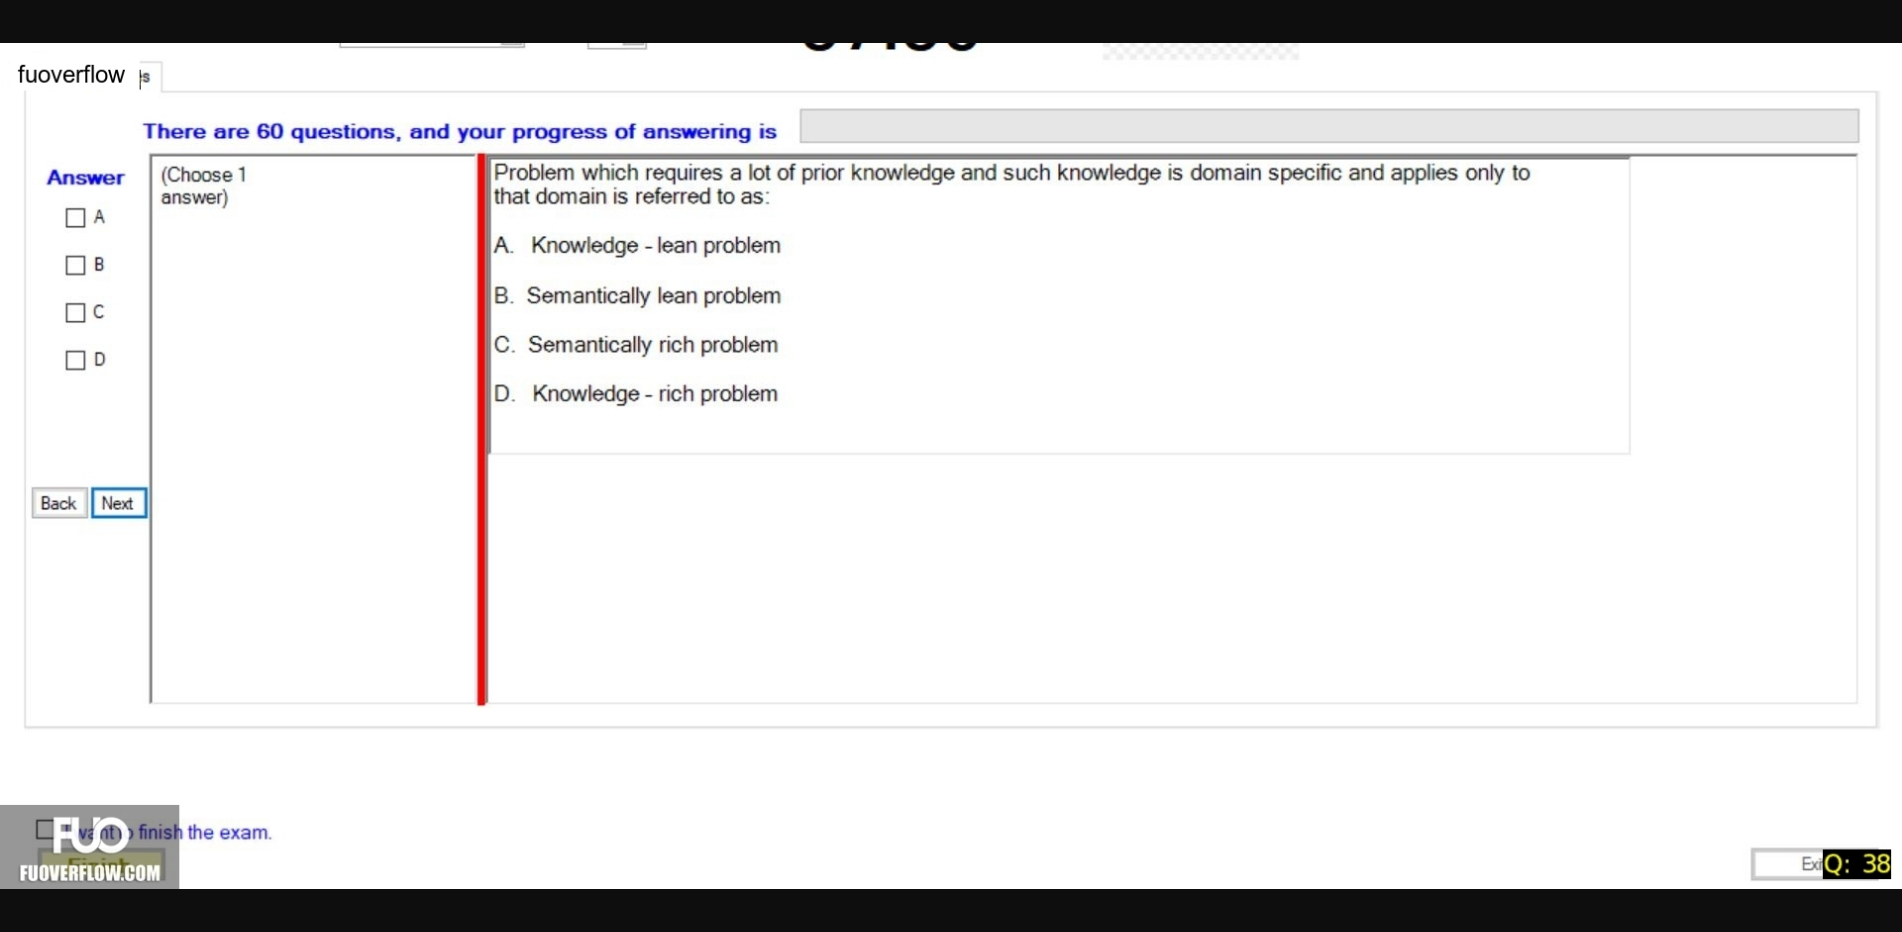 fuoverflow
s
There are 60 questions, and your progress of answering is
Answer
(Choose 1
answer)
A
B
C
D
Problem which requires a lot of prior knowledge and such knowledge is domain specific and applies only to
that domain is referred to as:
A. Knowledge - lean problem
B. Semantically lean problem
C. Semantically rich problem
D. Knowledge - rich problem
Back Next
I want to finish the exam.
FUO
FUOVERFLOW.COM
Q: 38